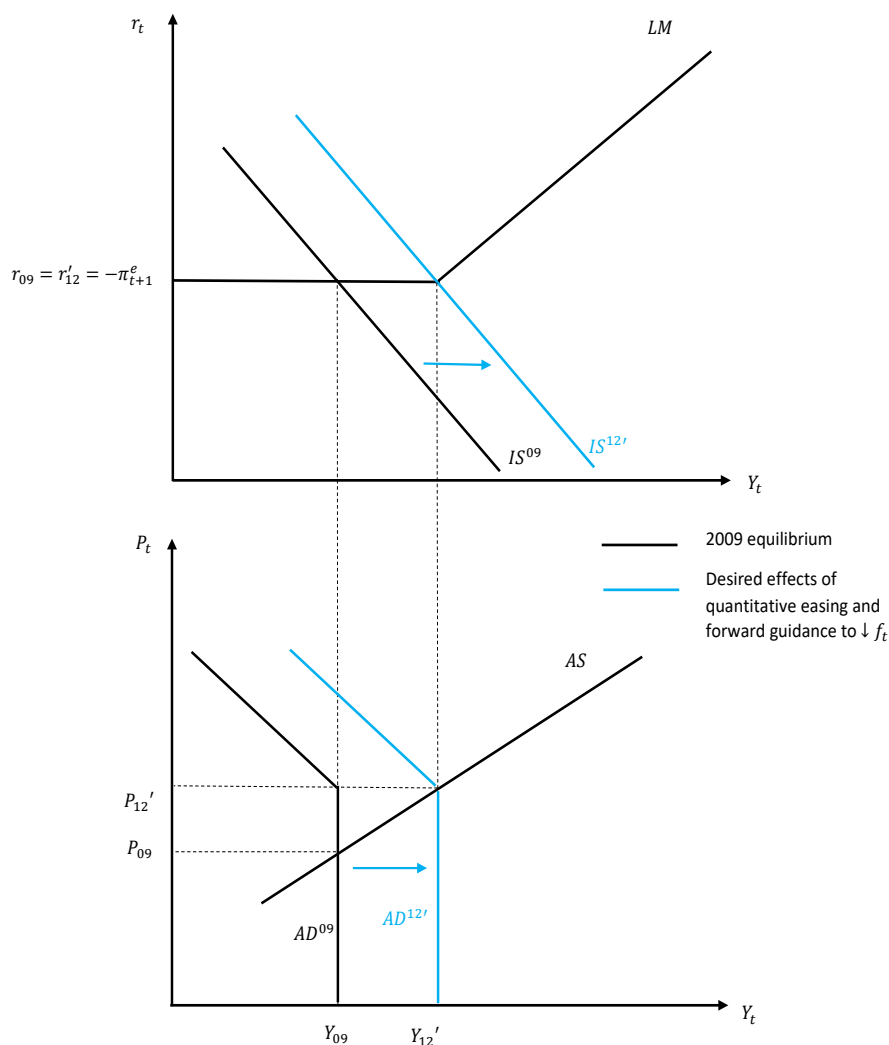 r_t
LM
r_09 = r'_12 = −π^e_{t+1}
IS^09
IS^12′
Y_t
P_t
2009 equilibrium
Desired effects of
quantitative easing and
forward guidance to ↓ f_t
AS
P_12′
P_09
AD^09
AD^12′
Y_09
Y_12′
Y_t